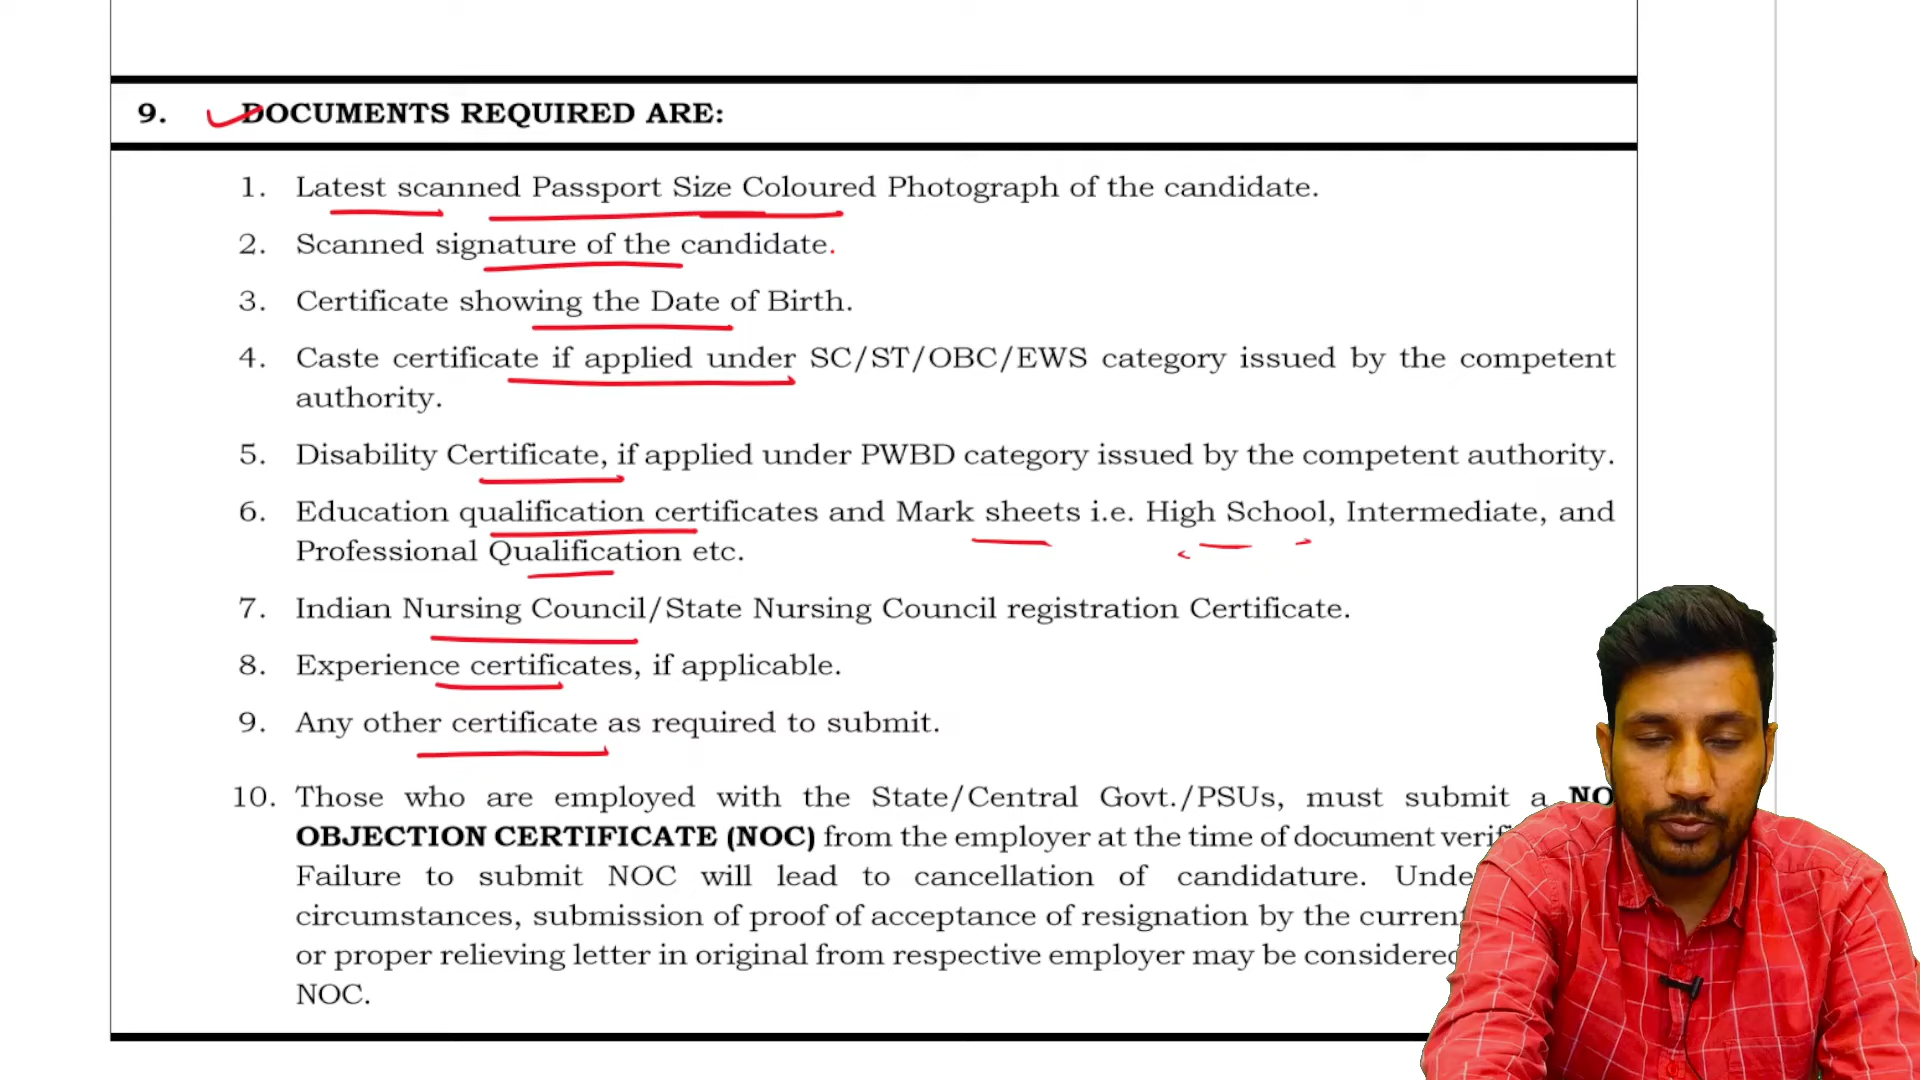 9. DOCUMENTS REQUIRED ARE:
1. Latest scanned Passport Size Coloured Photograph of the candidate.
2. Scanned signature of the candidate.
3. Certificate showing the Date of Birth.
4. Caste certificate if applied under SC/ST/OBC/EWS category issued by the competent
authority.
5. Disability Certificate, if applied under PWBD category issued by the competent authority.
6. Education qualification certificates and Mark sheets i.e. High School, Intermediate, and
Professional Qualification etc.
7. Indian Nursing Council/State Nursing Council registration Certificate.
8. Experience certificates, if applicable.
9. Any other certificate as required to submit.
10. Those who are employed with the State/Central Govt./PSUs, must submit a NO
OBJECTION CERTIFICATE (NOC) from the employer at the time of document
Failure to submit NOC will lead to cancellation of candidature.
circumstances, submission of proof of acceptance of resignation by the
or proper relieving letter in original from respective employer may be
NOC.